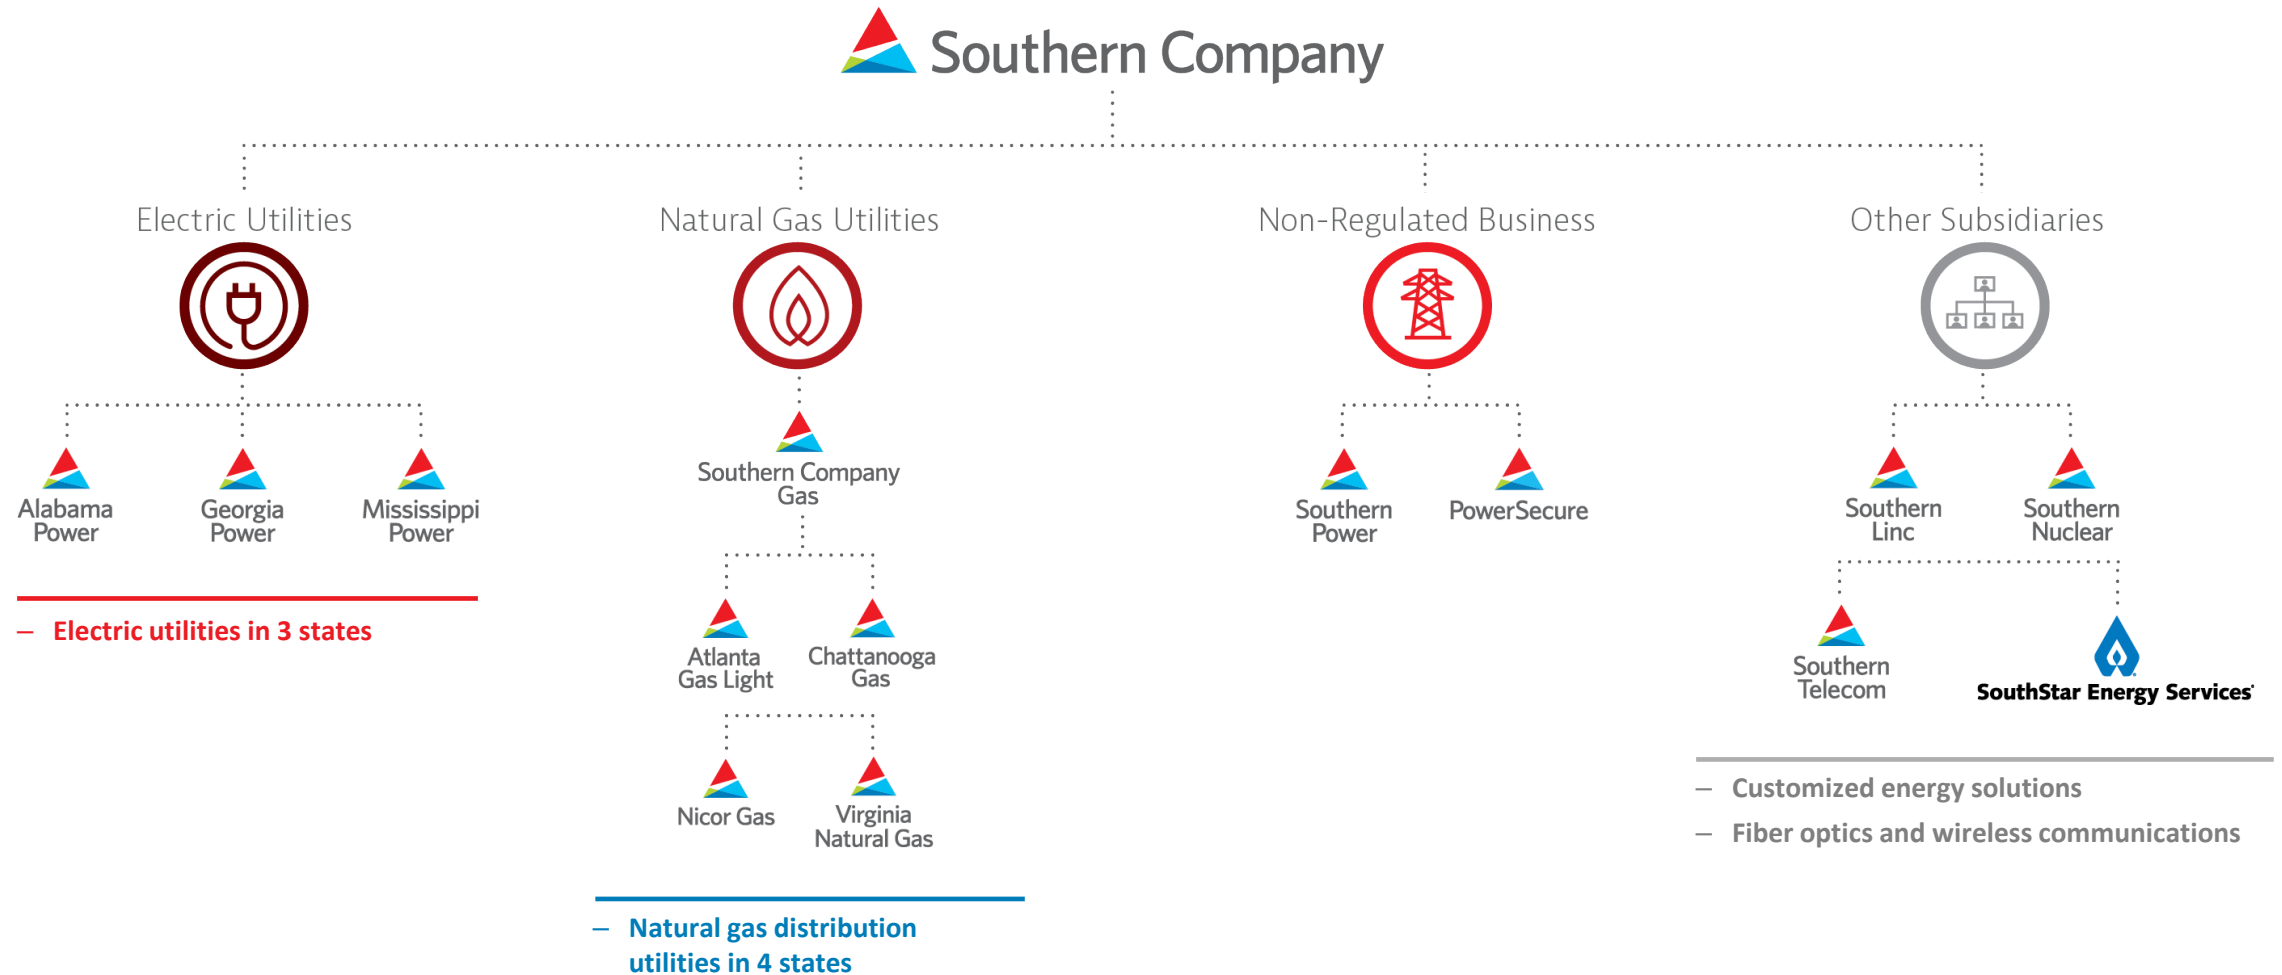 Southern Company
Electric Utilities
Natural Gas Utilities
Non-Regulated Business
Other Subsidiaries
Alabama
Power
Georgia
Power
Mississippi
Power
– Electric utilities in 3 states
Southern Company
Gas
Atlanta
Gas Light
Chattanooga
Gas
Nicor Gas
Virginia
Natural Gas
– Natural gas distribution
utilities in 4 states
Southern
Power
PowerSecure
Southern
Linc
Southern
Nuclear
Southern
Telecom
SouthStar Energy Services
– Customized energy solutions
– Fiber optics and wireless communications